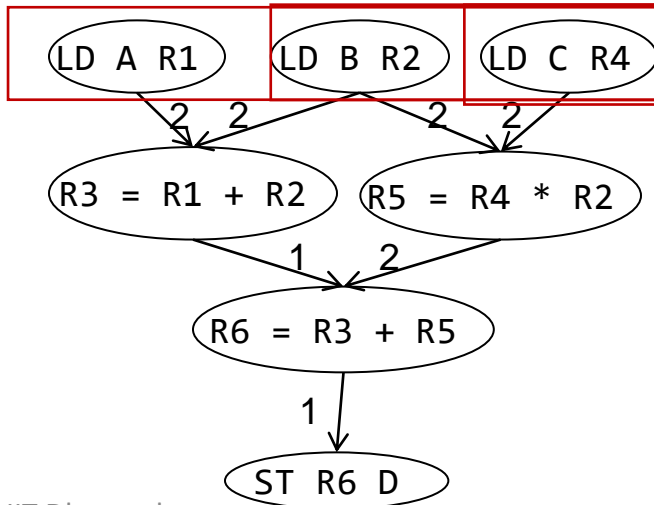 LD A R1 LD B R2 LD C R4
2 2 2 2
R3 = R1 + R2 R5 = R4 * R2
1 2
R6 = R3 + R5
1
ST R6 D